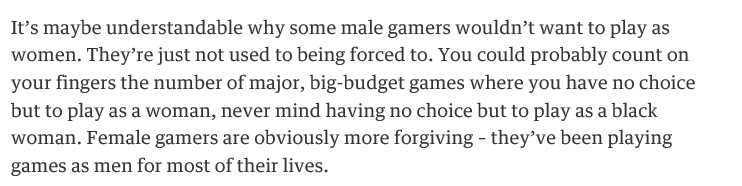 It’s maybe understandable why some male gamers wouldn’t want to play as
women. They’re just not used to being forced to. You could probably count on
your fingers the number of major, big-budget games where you have no choice
but to play as a woman, never mind having no choice but to play as a black
woman. Female gamers are obviously more forgiving – they’ve been playing
games as men for most of their lives.